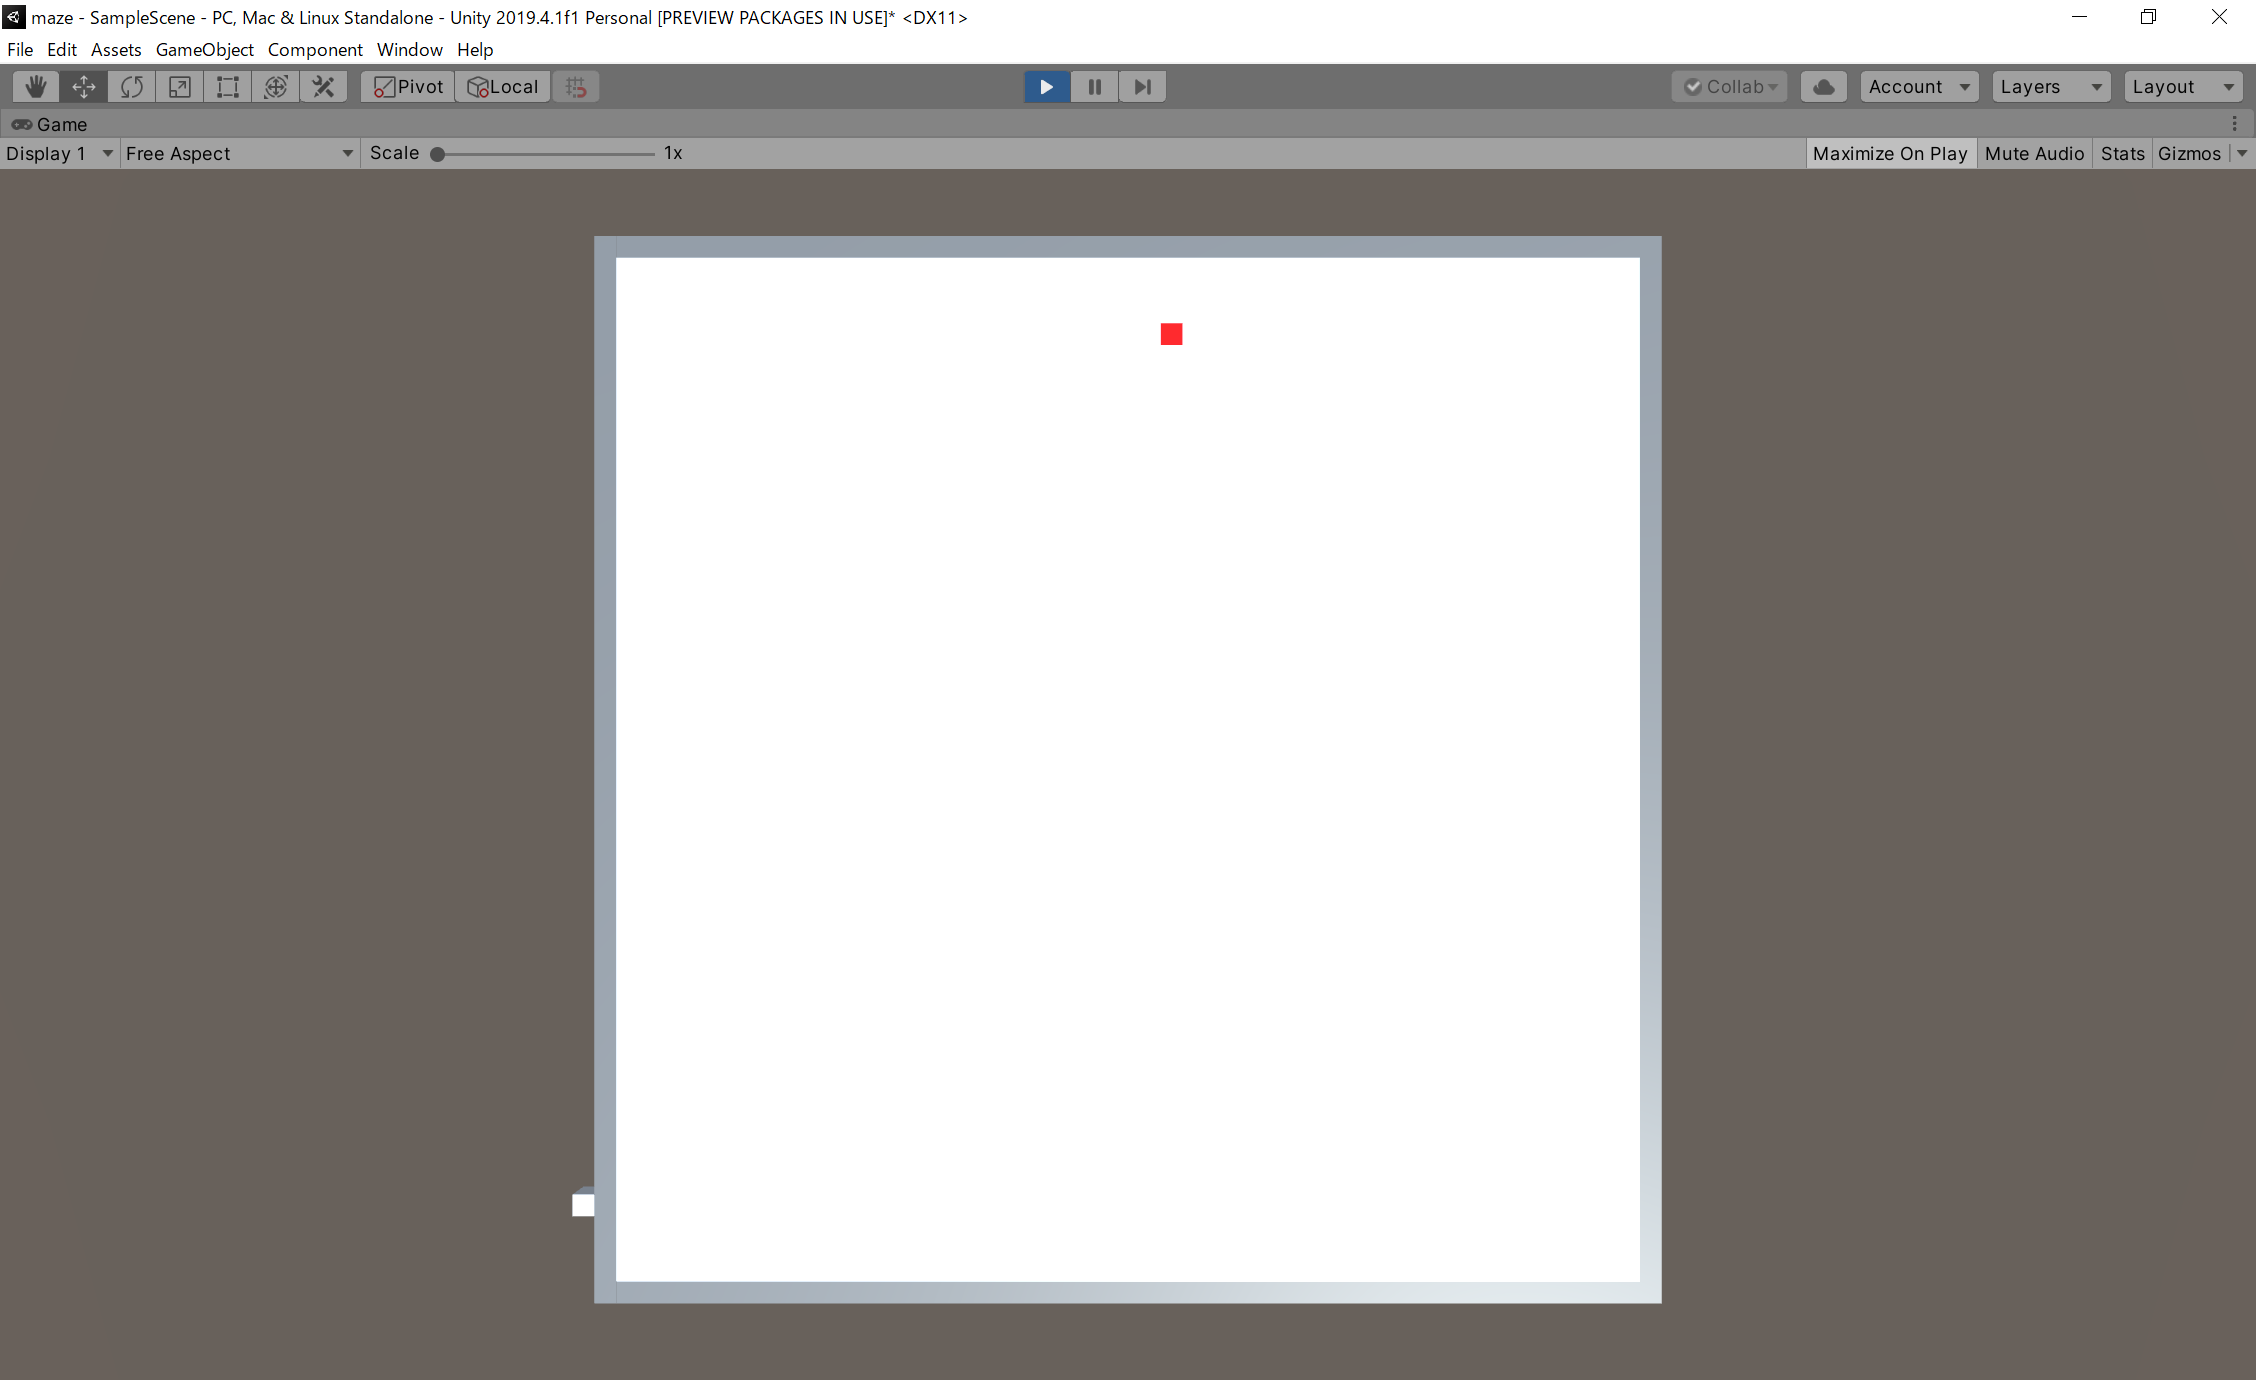 maze - SampleScene - PC, Mac & Linux Standalone - Unity 2019.4.1f1 Personal [PREVIEW PACKAGES IN USE]* <DX11>
File Edit Assets GameObject Component Window Help
Pivot Local Collab Account Layers Layout
Game
Display 1 Free Aspect Scale 1x Maximize On Play Mute Audio Stats Gizmos